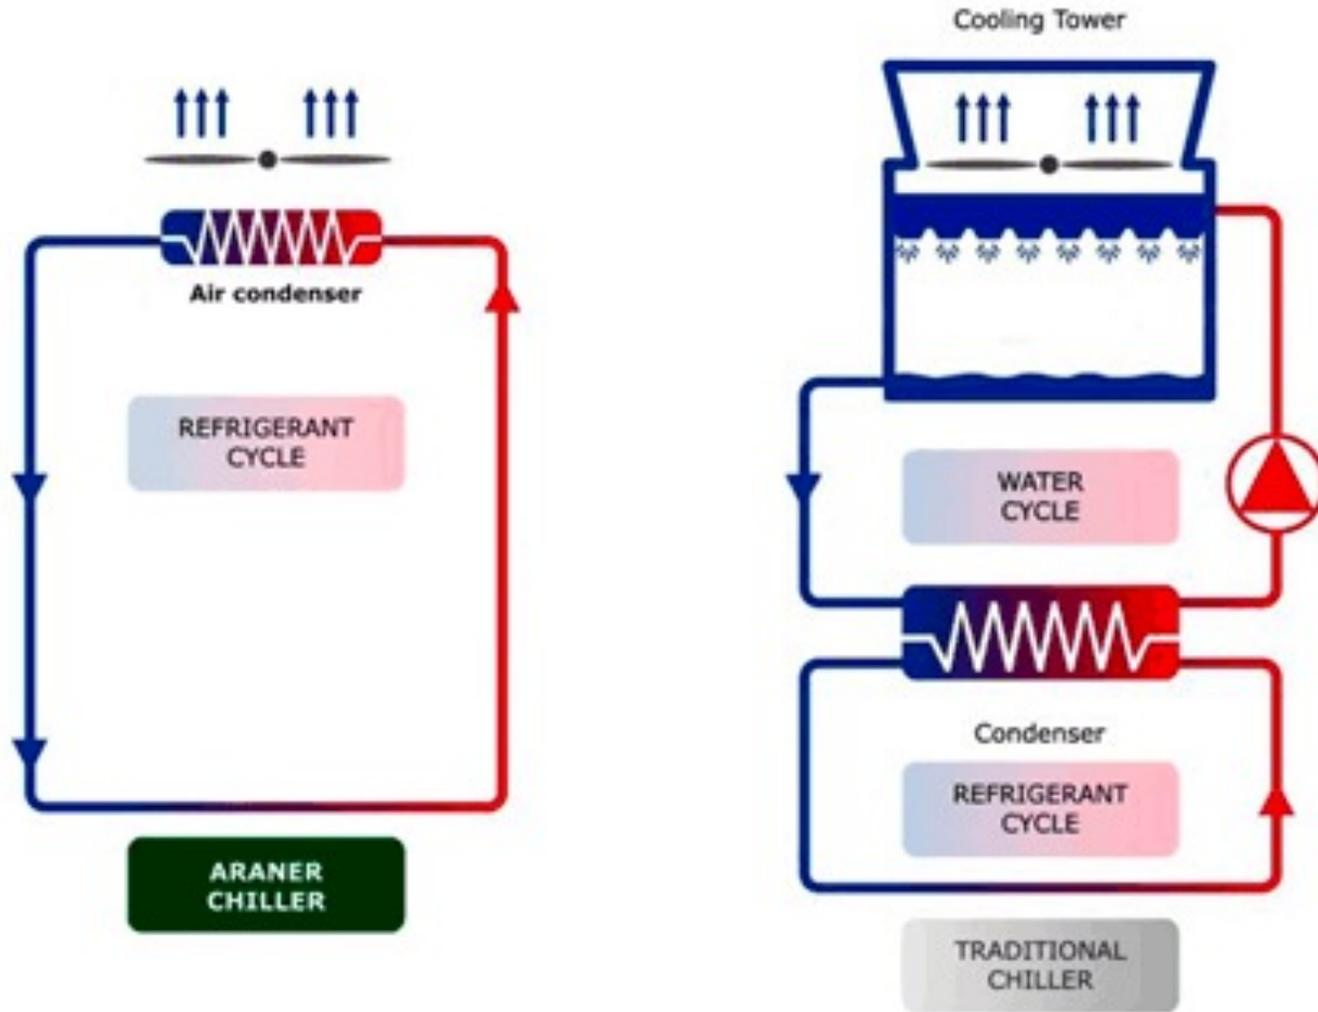 Cooling Tower
Air condenser
REFRIGERANT
CYCLE
WATER
CYCLE
Condenser
REFRIGERANT
CYCLE
ARANER
CHILLER
TRADITIONAL
CHILLER